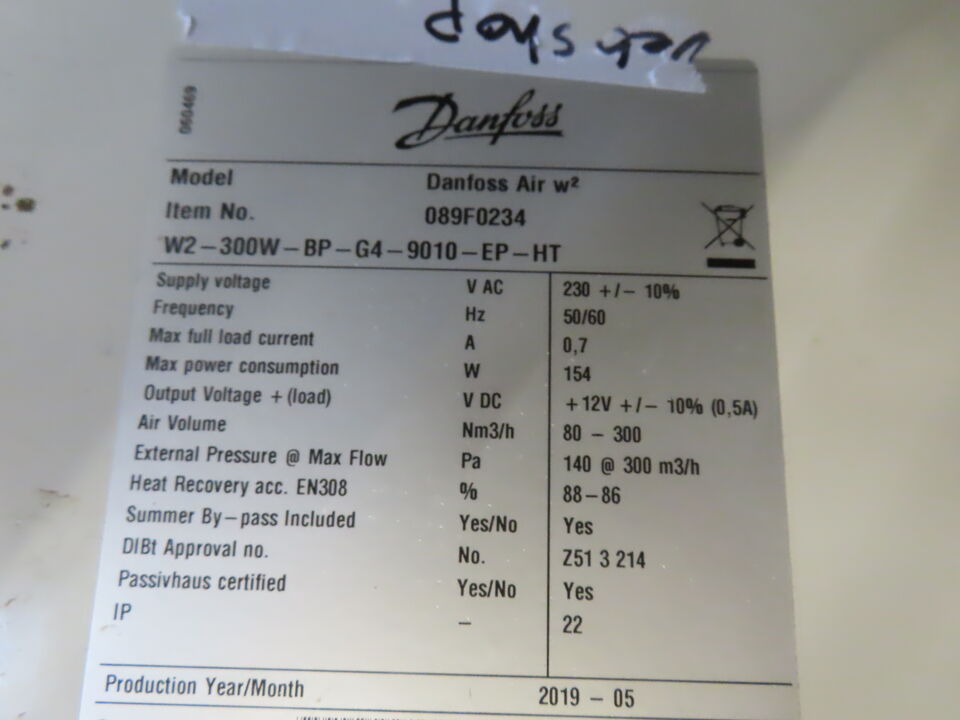 days
060469
Danfoss
Model Danfoss Air w²
Item No. 089F0234
W2-300W-BP-G4-9010-EP-HT
Supply voltage V AC 230 +/- 10%
Frequency Hz 50/60
Max full load current A 0,7
Max power consumption W 154
Output Voltage +(load) V DC +12V +/- 10% (0,5A)
Air Volume Nm3/h 80 - 300
External Pressure @ Max Flow Pa 140 @ 300 m3/h
Heat Recovery acc. EN308 % 88-86
Summer By-pass Included Yes/No Yes
DIBt Approval no. No. Z51 3 214
Passivhaus certified Yes/No Yes
IP - 22
Production Year/Month 2019 - 05